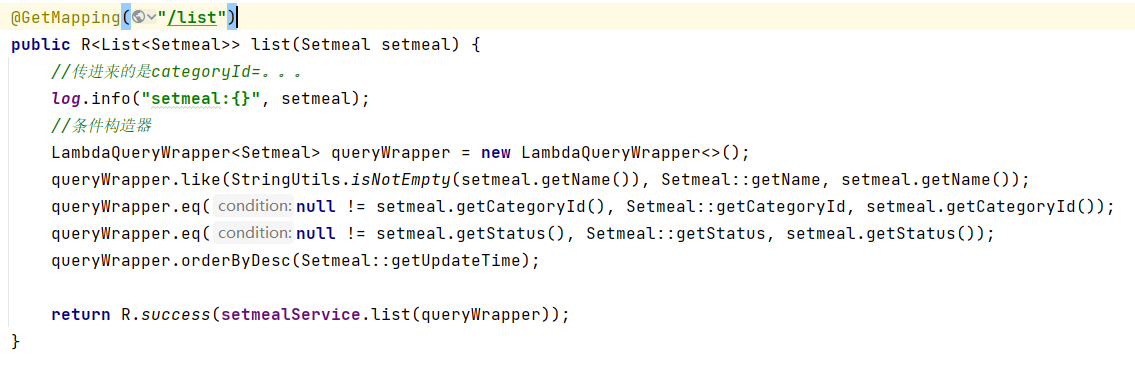 @GetMapping("/list")
public R<List<Setmeal>> list(Setmeal setmeal) {
    //传进来的是categoryId=。。。
    log.info("setmeal:{}", setmeal);
    //条件构造器
    LambdaQueryWrapper<Setmeal> queryWrapper = new LambdaQueryWrapper<>();
    queryWrapper.like(StringUtils.isNotEmpty(setmeal.getName()), Setmeal::getName, setmeal.getName());
    queryWrapper.eq( condition: null != setmeal.getCategoryId(), Setmeal::getCategoryId, setmeal.getCategoryId());
    queryWrapper.eq( condition: null != setmeal.getStatus(), Setmeal::getStatus, setmeal.getStatus());
    queryWrapper.orderByDesc(Setmeal::getUpdateTime);

    return R.success(setmealService.list(queryWrapper));
}